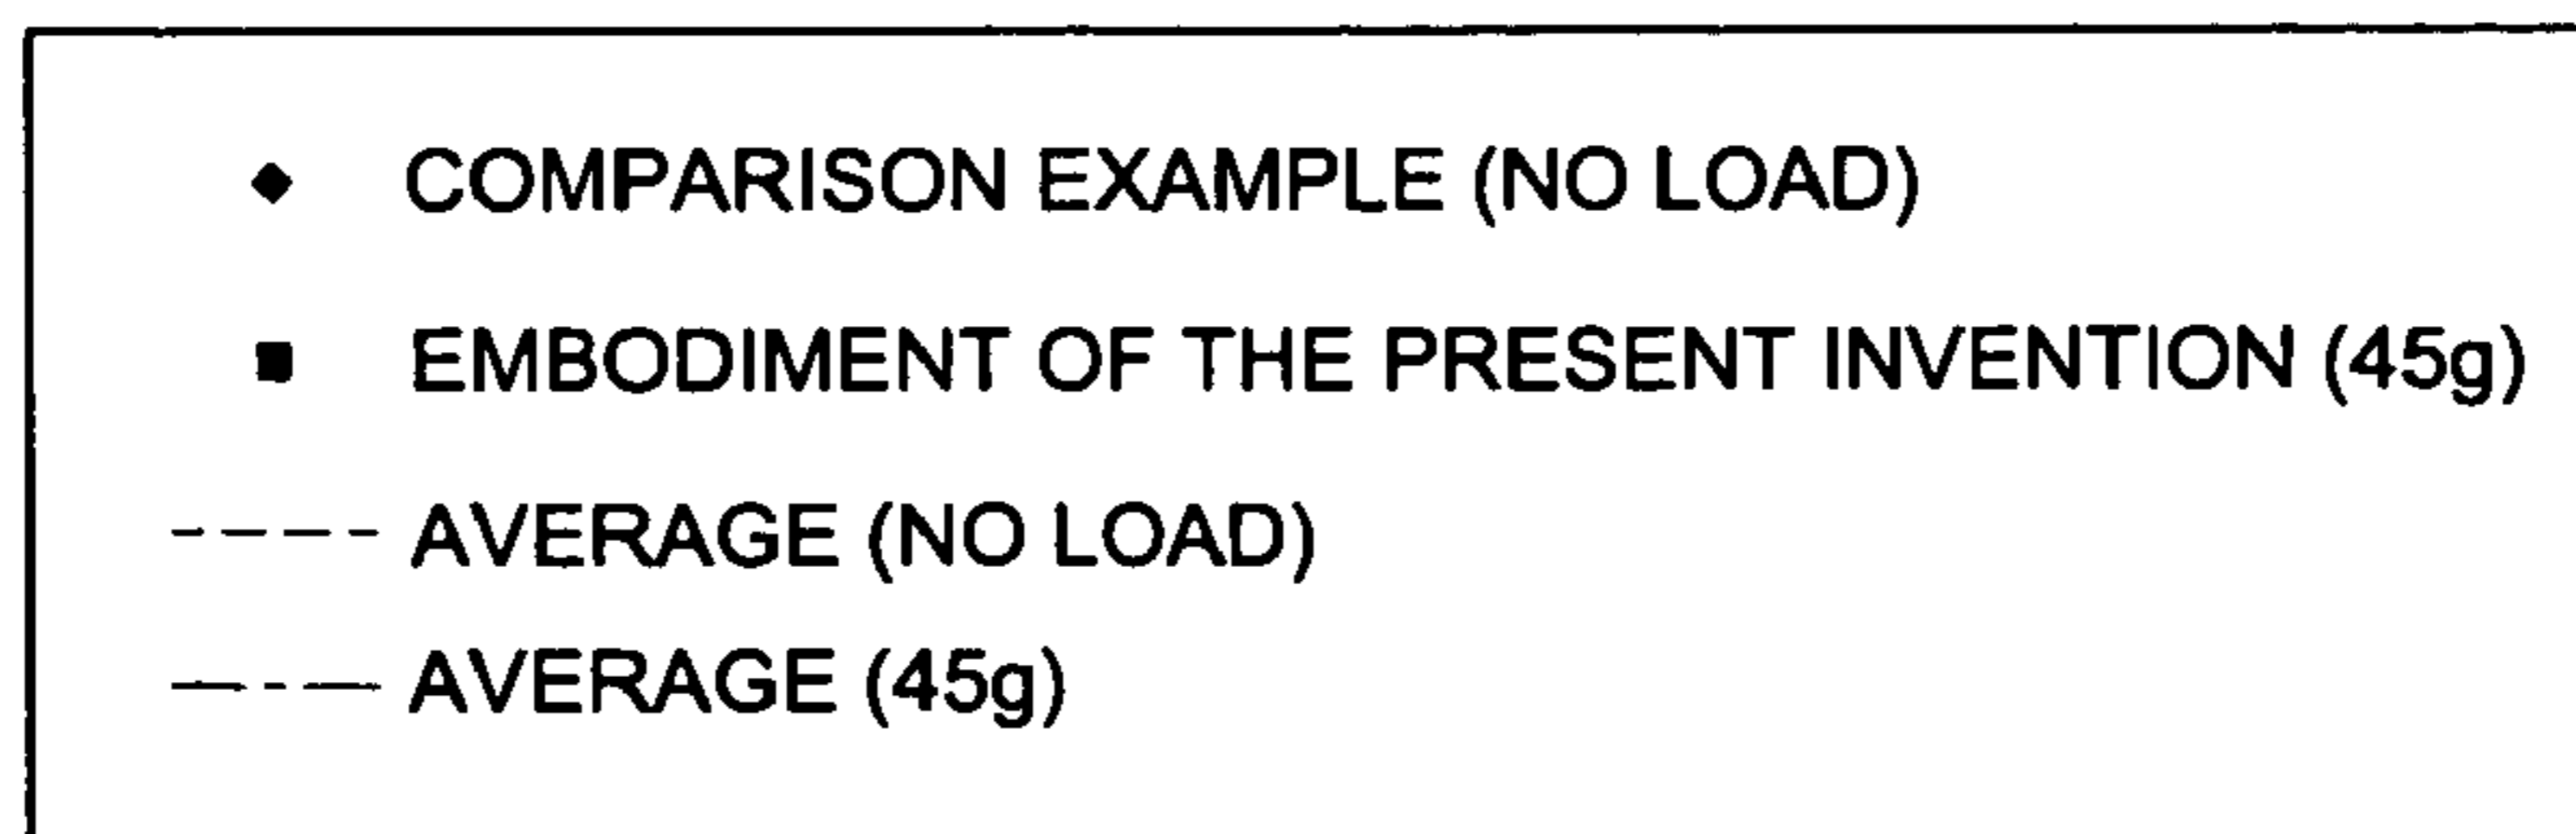 COMPARISON EXAMPLE (NO LOAD)
EMBODIMENT OF THE PRESENT INVENTION (45g)
AVERAGE (NO LOAD)
AVERAGE (45g)